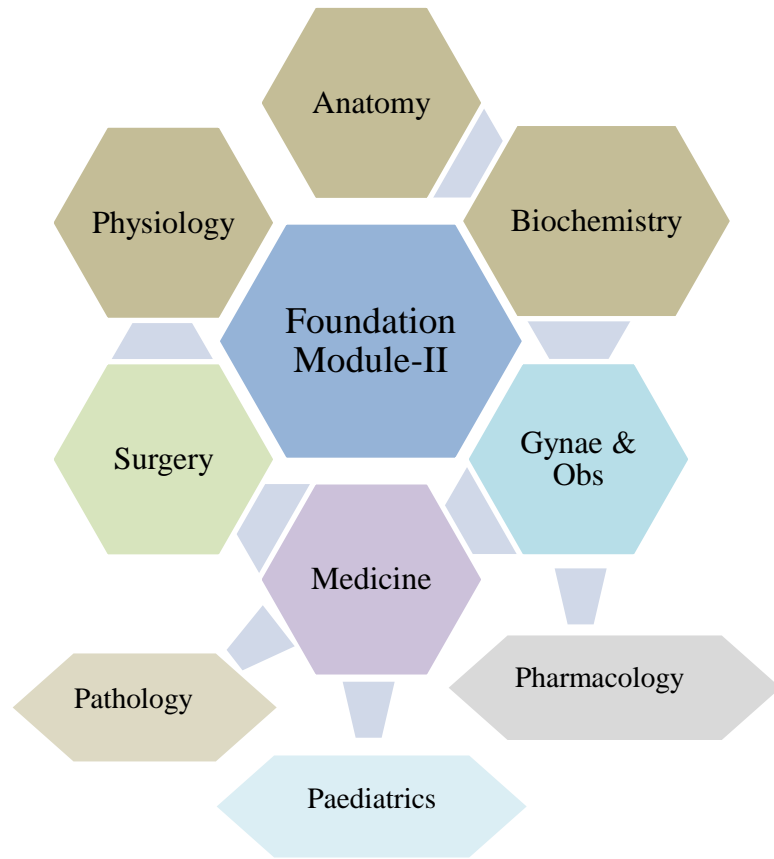 Anatomy
Physiology
Biochemistry
Foundation
Module-II
Surgery
Gynae &
Obs
Medicine
Pathology
Pharmacology
Paediatrics